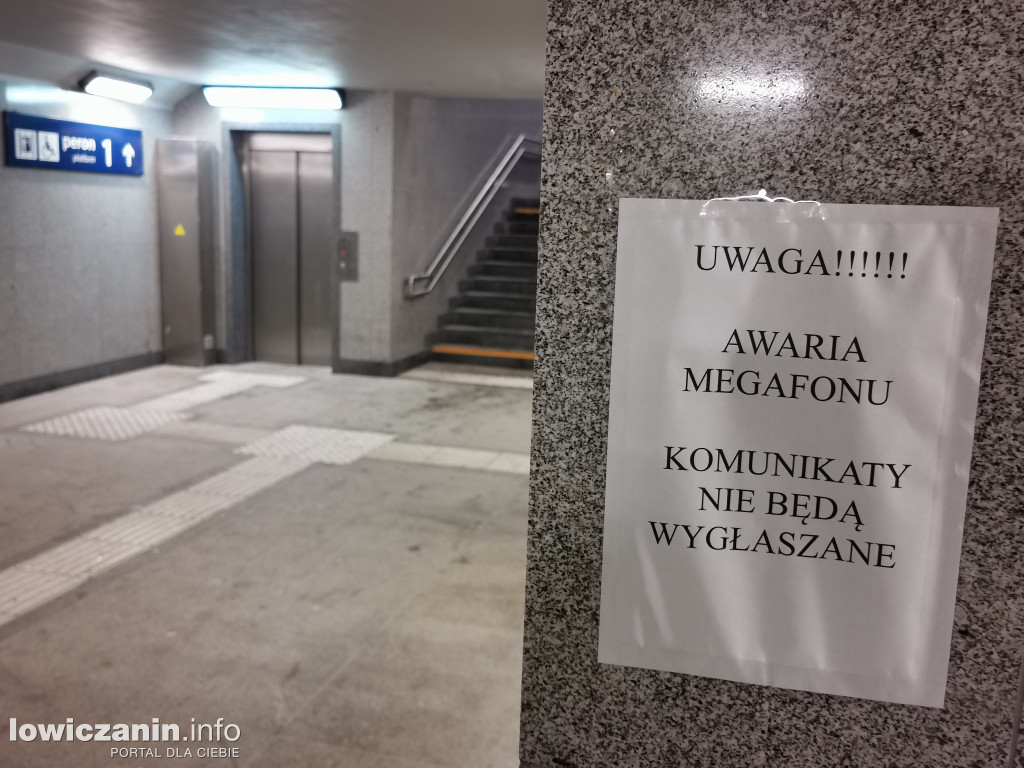 peron 1
platform
UWAGA!!!!!!
AWARIA
MEGAFONU
KOMUNIKATY
NIE BĘDĄ
WYGŁASZANE
lowiczanin.info
PORTAL DLA CIEBIE